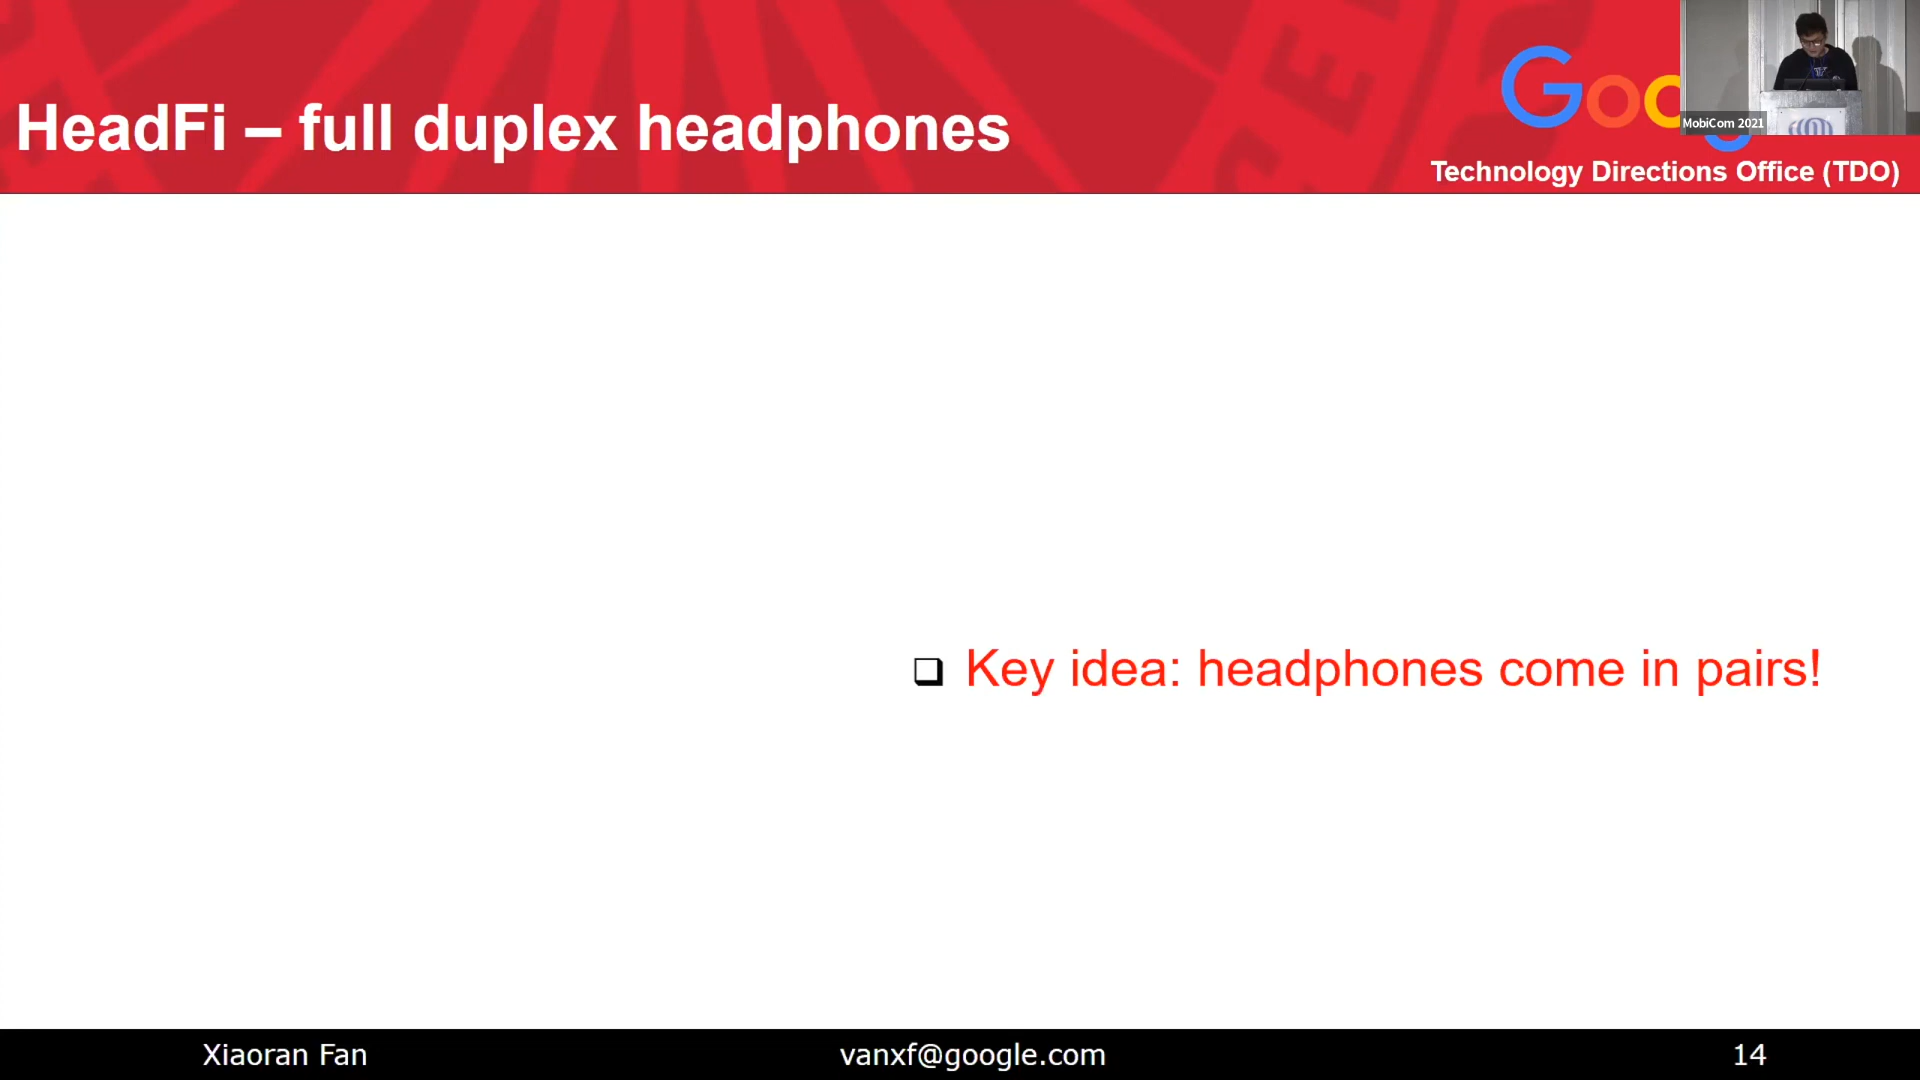 HeadFi – full duplex headphones
Goo
MobiCom 2021
Technology Directions Office (TDO)
Key idea: headphones come in pairs!
Xiaoran Fan
vanxf@google.com
14